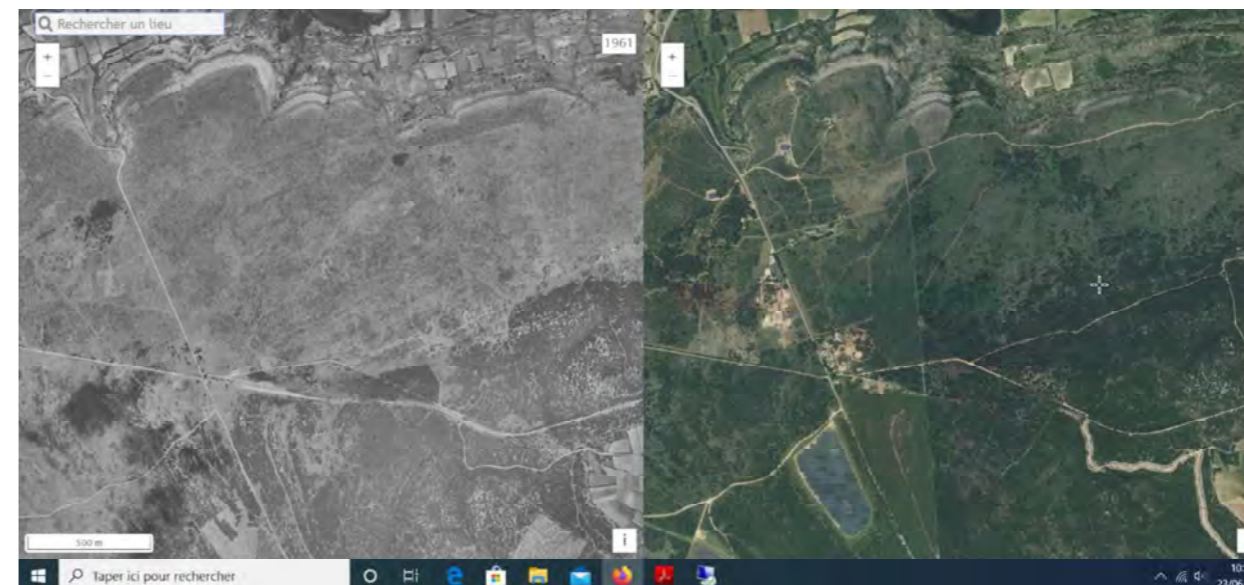 Rechercher un lieu
+
1961
+
−
−
500 m
i
Taper ici pour rechercher